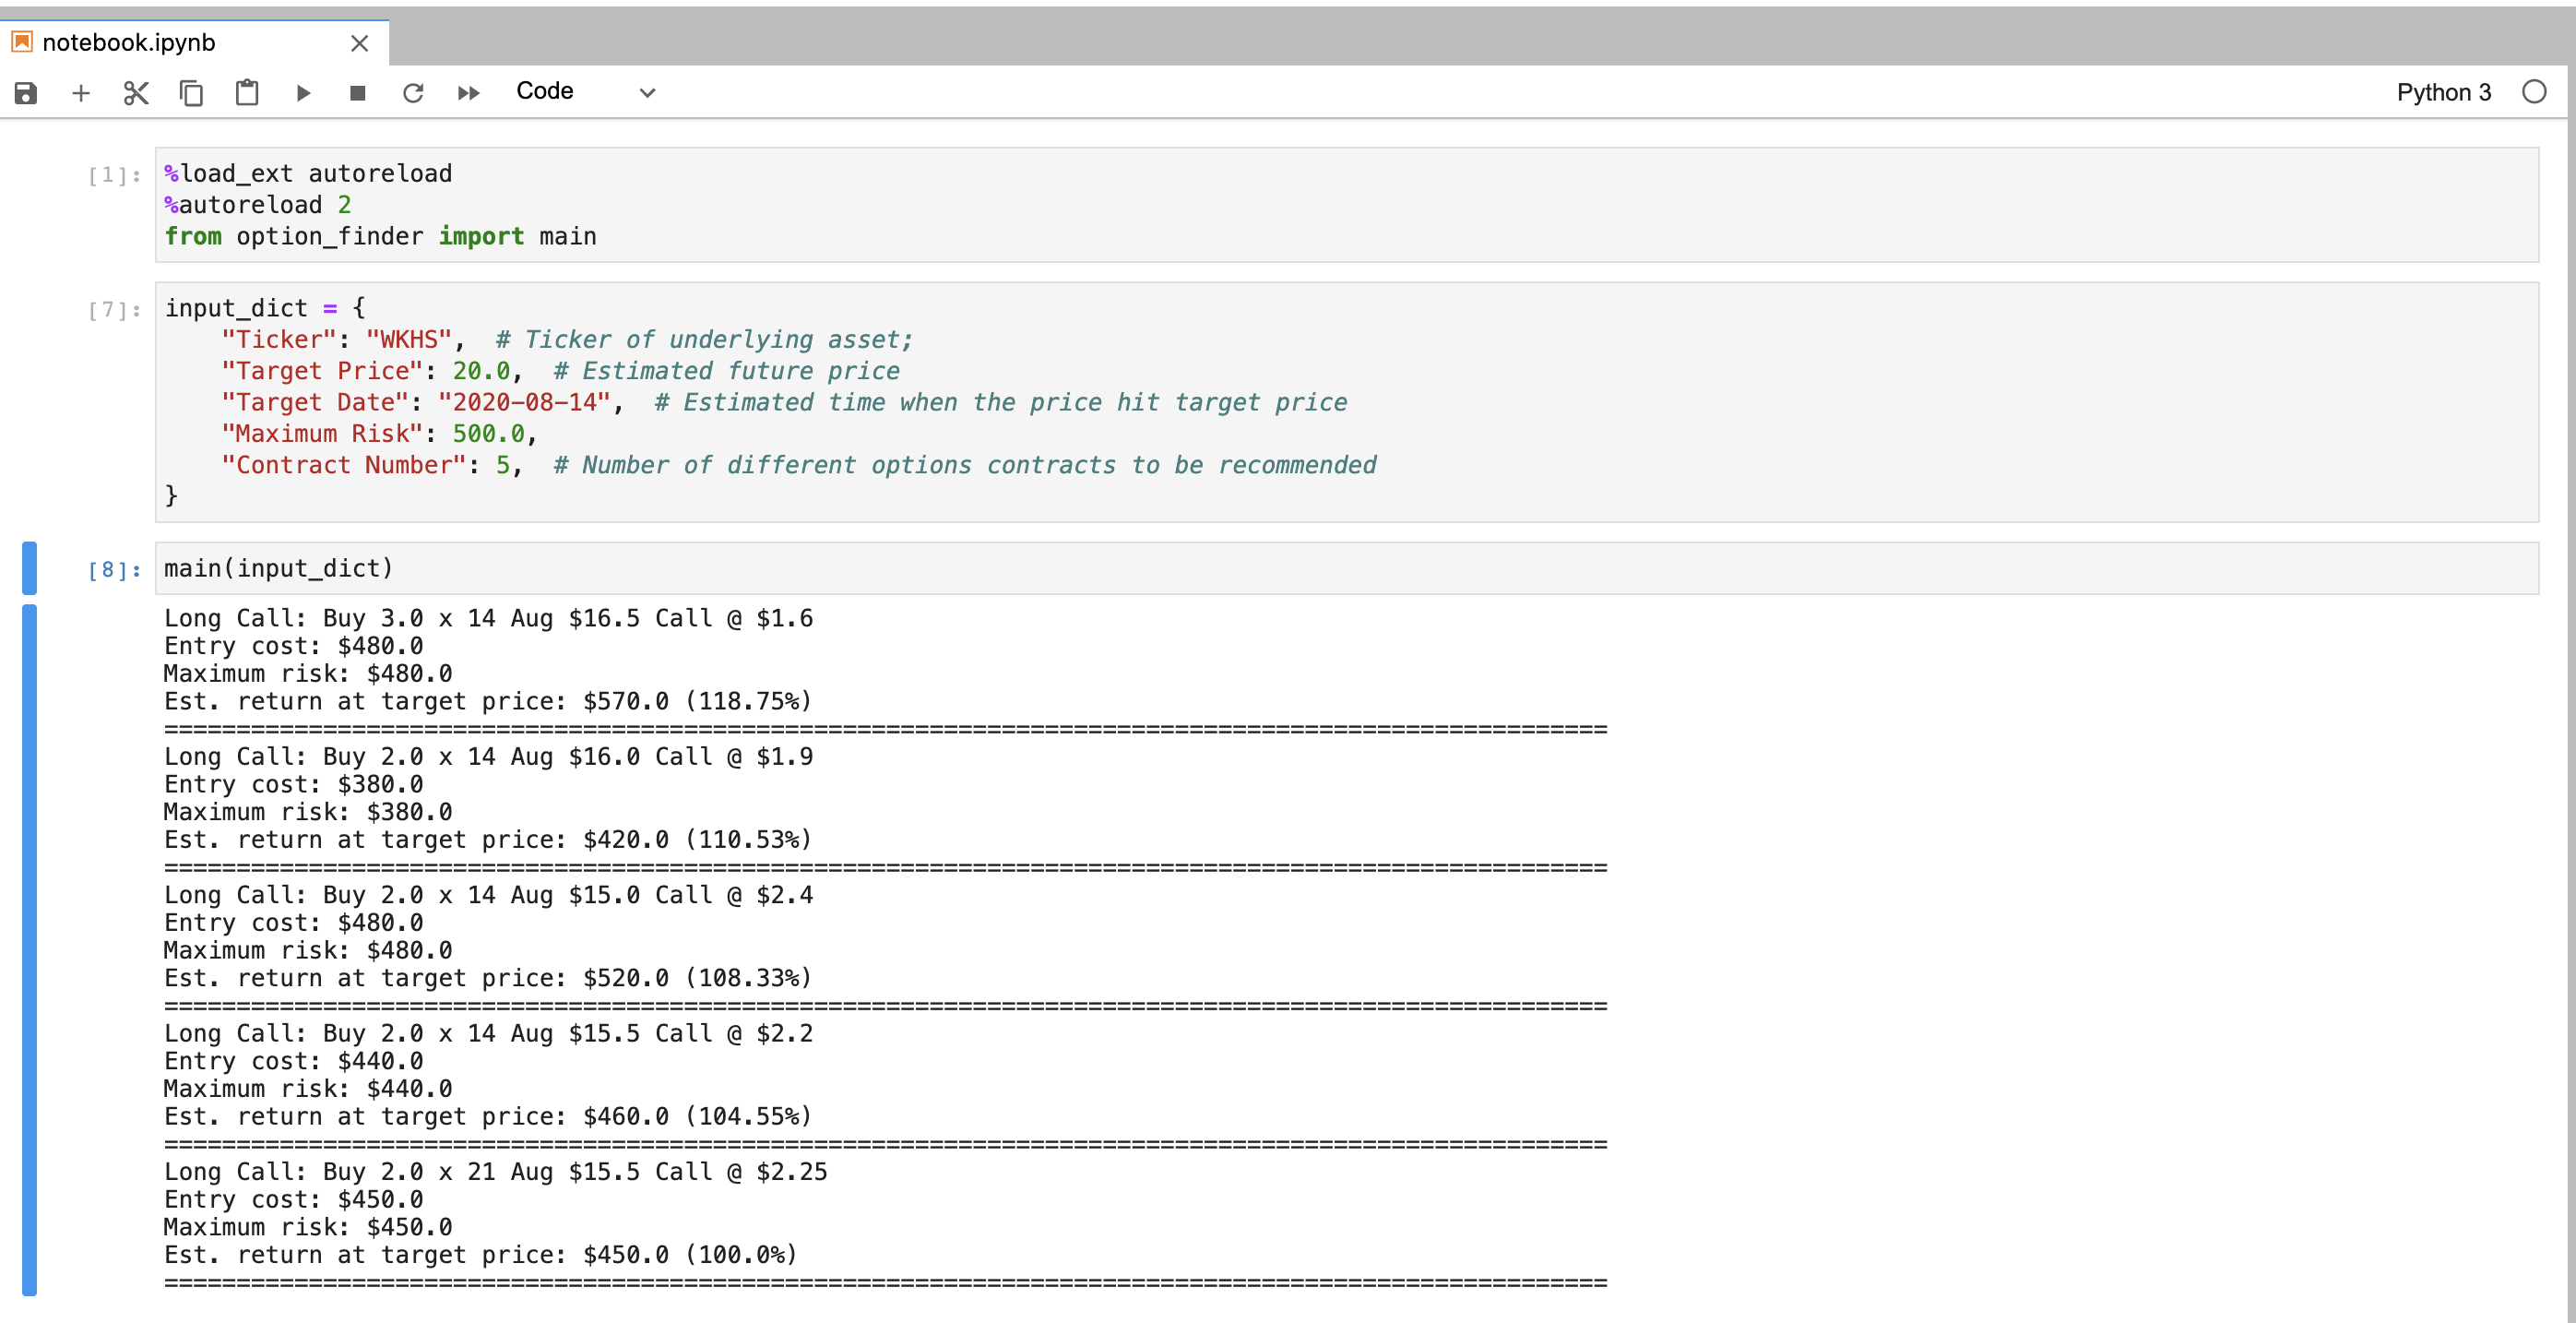 notebook.ipynb
Code
Python 3
[1]:
%load_ext autoreload
%autoreload 2
from option_finder import main
[7]:
input_dict = {
    "Ticker": "WKHS",  # Ticker of underlying asset;
    "Target Price": 20.0,  # Estimated future price
    "Target Date": "2020-08-14",  # Estimated time when the price hit target price
    "Maximum Risk": 500.0,
    "Contract Number": 5,  # Number of different options contracts to be recommended
}
[8]:
main(input_dict)
Long Call: Buy 3.0 x 14 Aug $16.5 Call @ $1.6
Entry cost: $480.0
Maximum risk: $480.0
Est. return at target price: $570.0 (118.75%)
====================================================================================================
Long Call: Buy 2.0 x 14 Aug $16.0 Call @ $1.9
Entry cost: $380.0
Maximum risk: $380.0
Est. return at target price: $420.0 (110.53%)
====================================================================================================
Long Call: Buy 2.0 x 14 Aug $15.0 Call @ $2.4
Entry cost: $480.0
Maximum risk: $480.0
Est. return at target price: $520.0 (108.33%)
====================================================================================================
Long Call: Buy 2.0 x 14 Aug $15.5 Call @ $2.2
Entry cost: $440.0
Maximum risk: $440.0
Est. return at target price: $460.0 (104.55%)
====================================================================================================
Long Call: Buy 2.0 x 21 Aug $15.5 Call @ $2.25
Entry cost: $450.0
Maximum risk: $450.0
Est. return at target price: $450.0 (100.0%)
====================================================================================================